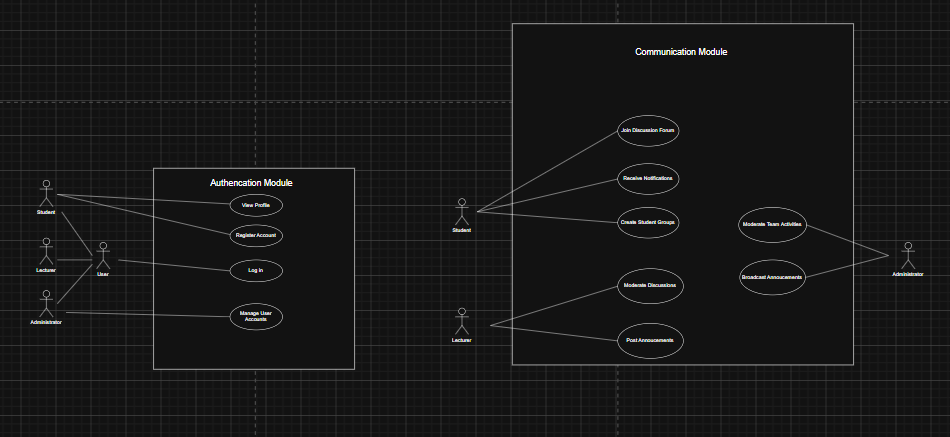 Authencation Module
Student
Lecturer
Administrator
User
View Profile
Register Account
Log In
Manage User
Accounts
Communication Module
Student
Lecturer
Join Discussion Forum
Receive Notifications
Create Student Groups
Moderate Discussions
Post Annoucements
Moderate Team Activities
Broadcast Annoucements
Administrator